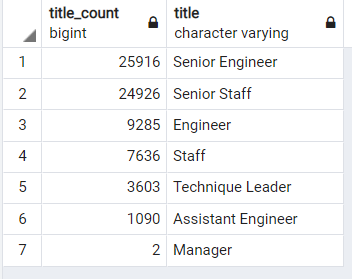 title_count title
bigint character varying
1 25916 Senior Engineer
2 24926 Senior Staff
3 9285 Engineer
4 7636 Staff
5 3603 Technique Leader
6 1090 Assistant Engineer
7 2 Manager